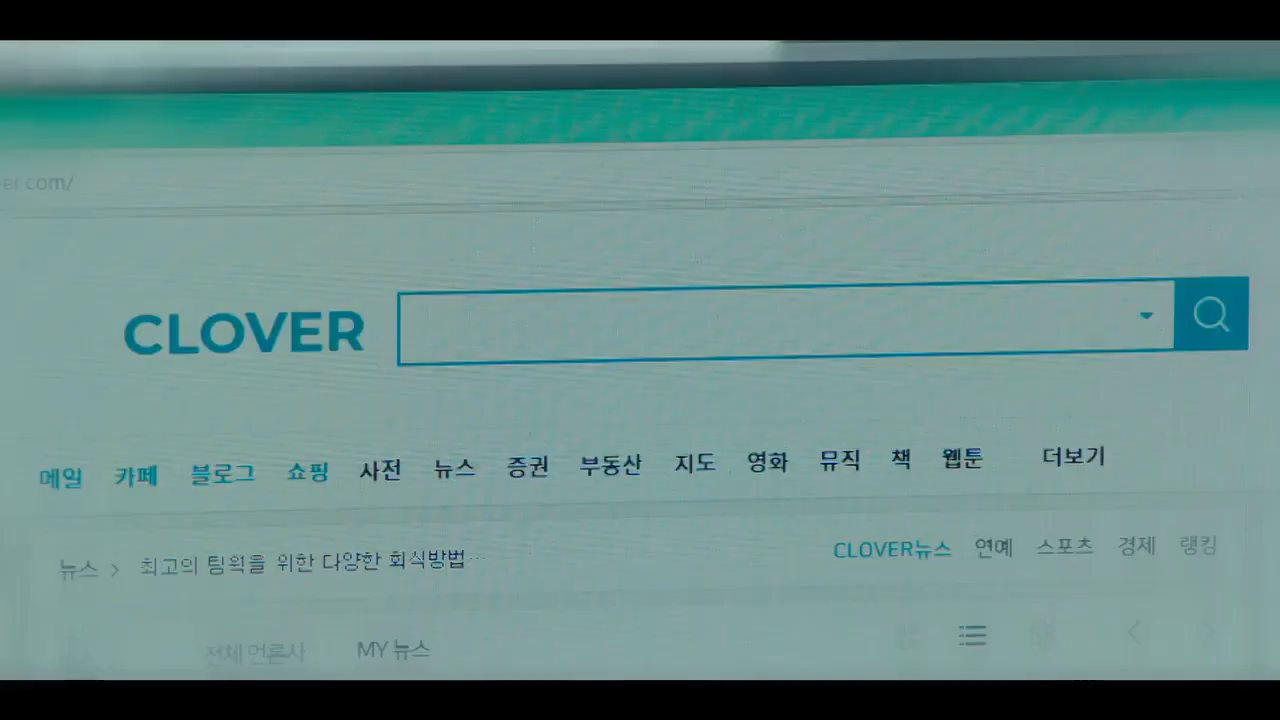 er.com/
CLOVER
메일 카페 블로그 쇼핑 사전 뉴스 증권 부동산 지도 영화 뮤직 책 웹툰 더보기
뉴스 > 최고의 팀웍을 위한 다양한 회식방법… CLOVER뉴스 연예 스포츠 경제 랭킹
전체 언론사 MY 뉴스